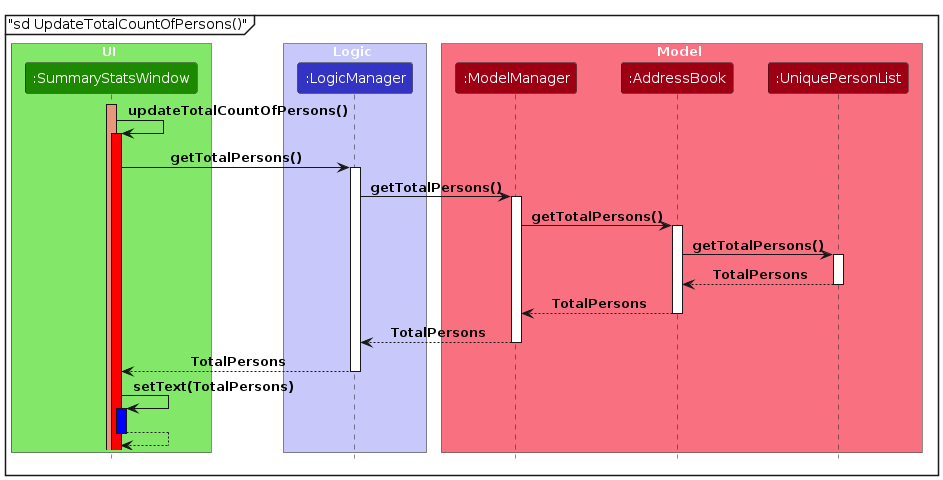 "sd UpdateTotalCountOfPersons()"
UI
Logic
Model
:SummaryStatsWindow
:LogicManager
:ModelManager
:AddressBook
:UniquePersonList
updateTotalCountOfPersons()
getTotalPersons()
getTotalPersons()
getTotalPersons()
getTotalPersons()
TotalPersons
TotalPersons
TotalPersons
TotalPersons
setText(TotalPersons)